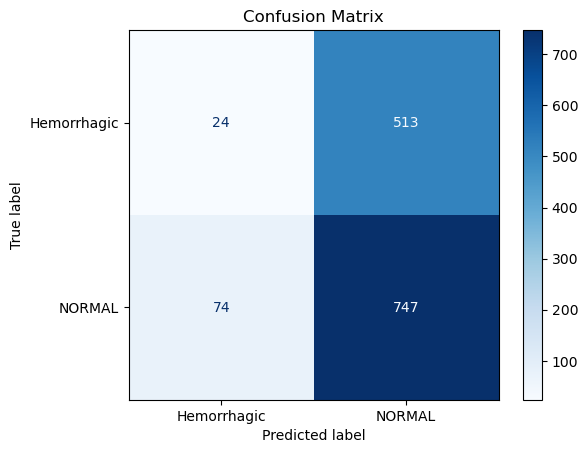 Confusion Matrix
Hemorrhagic
24
513
NORMAL
74
747
Hemorrhagic
NORMAL
Predicted label
True label
700
600
500
400
300
200
100